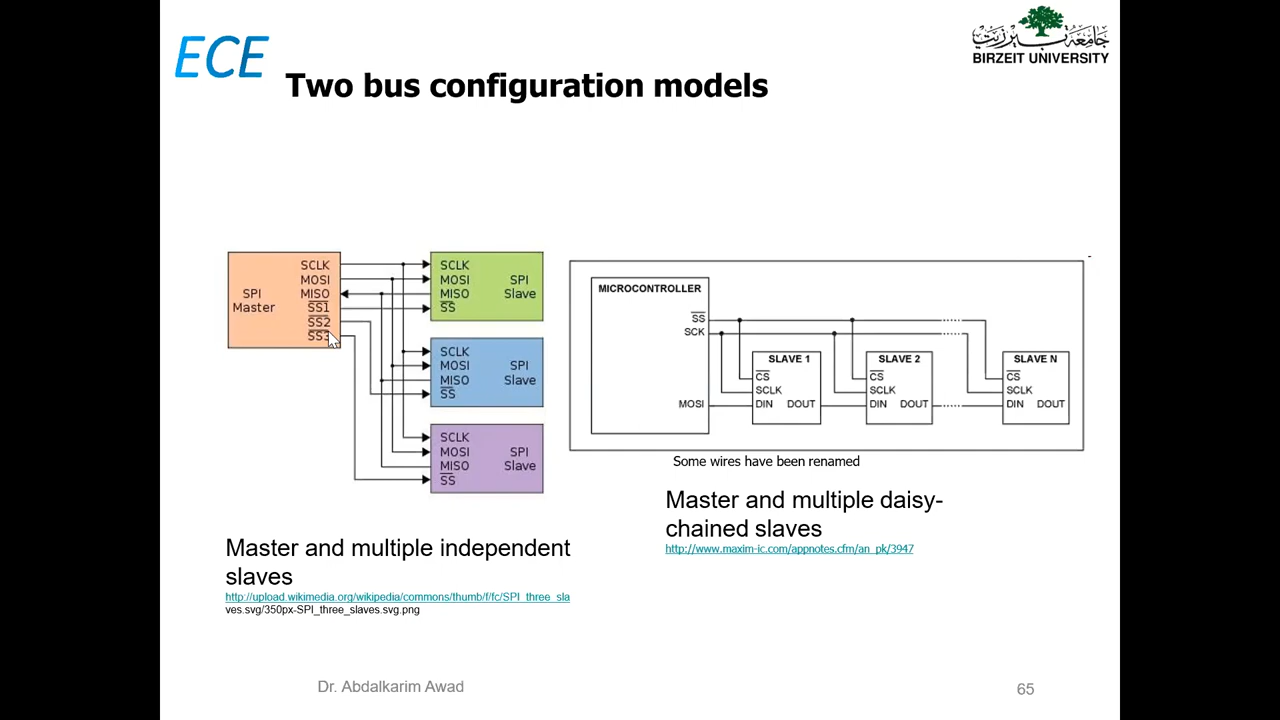 ECE
جامعة بيرزيت
BIRZEIT UNIVERSITY
Two bus configuration models
SPI
Master
SCLK
MOSI
MISO
SS1
SS2
SS3
SCLK
MOSI
MISO
SS
SPI
Slave
SCLK
MOSI
MISO
SS
SPI
Slave
SCLK
MOSI
MISO
SS
SPI
Slave
MICROCONTROLLER
SS
SCK
MOSI
SLAVE 1
CS
SCLK
DIN DOUT
SLAVE 2
CS
SCLK
DIN DOUT
SLAVE N
CS
SCLK
DIN DOUT
Some wires have been renamed
Master and multiple independent
slaves
http://upload.wikimedia.org/wikipedia/commons/thumb/f/fc/SPI_three_sla
ves.svg/350px-SPI_three_slaves.svg.png
Master and multiple daisy-
chained slaves
http://www.maxim-ic.com/appnotes.cfm/an_pk/3947
Dr. Abdalkarim Awad
65